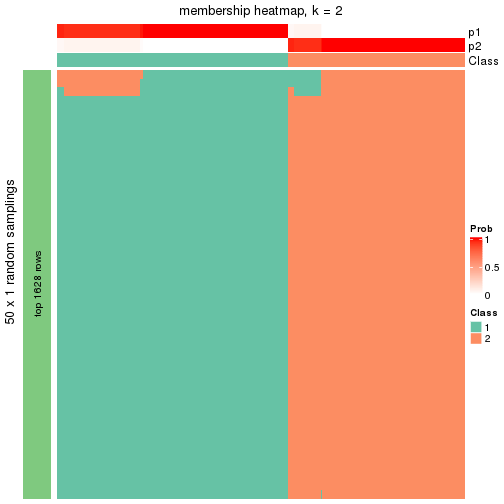 membership heatmap, k = 2
p1
p2
Class
50 x 1 random samplings
top 1628 rows
Prob
1
0.5
0
Class
1
2